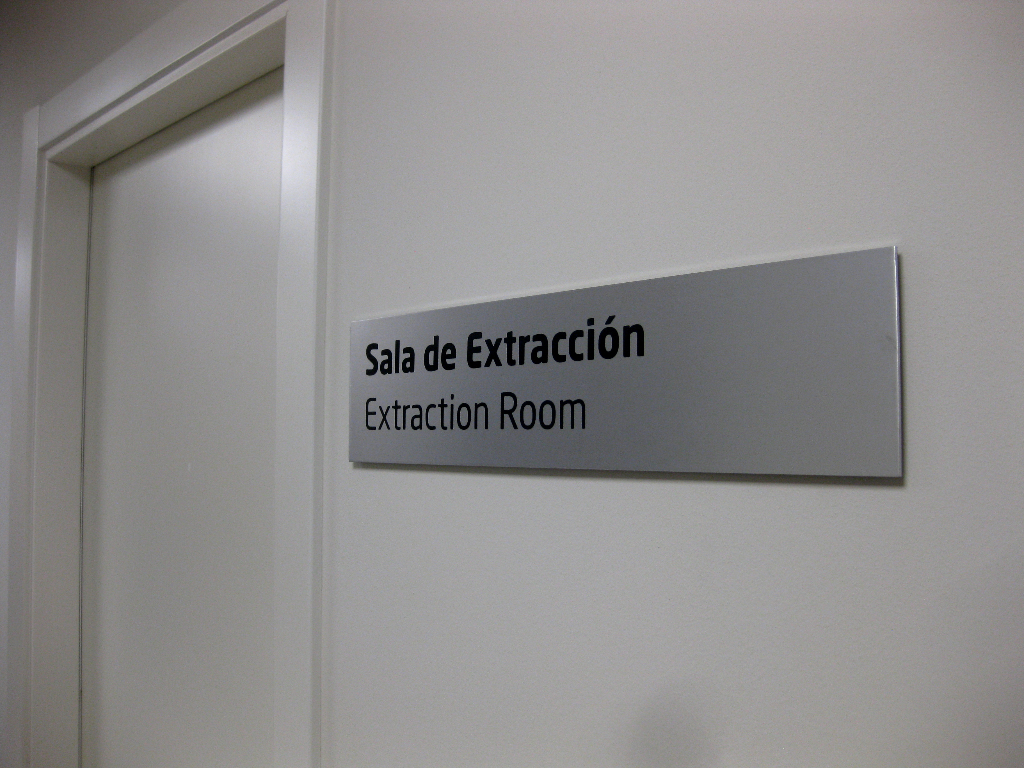 Sala de Extracción
Extraction Room